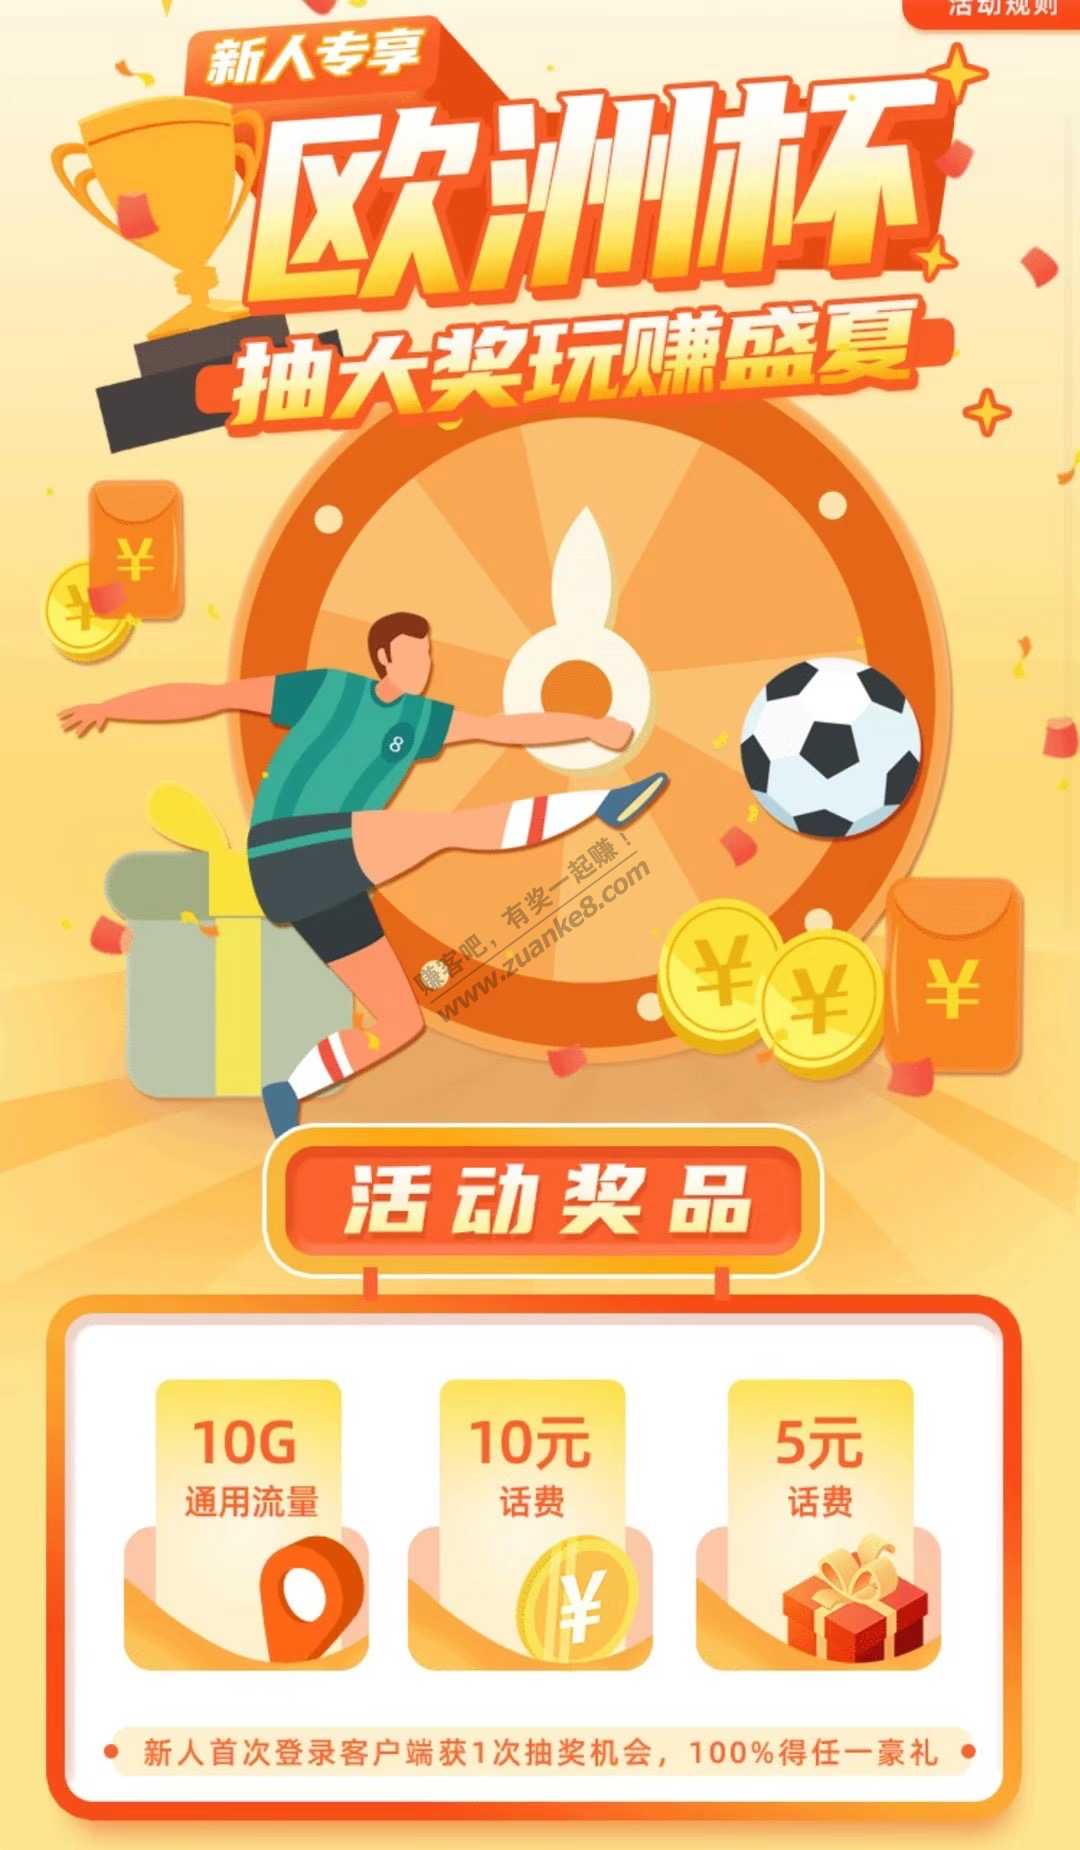 活动规则
新人专享
欧洲杯
抽大奖玩赚盛夏
¥
¥
8
赚客吧，有奖一起赚！
www.zuanke8.com
¥
¥
¥
活动奖品
10G
通用流量
10元
话费
5元
话费
¥
新人首次登录客户端获1次抽奖机会，100%得任一豪礼